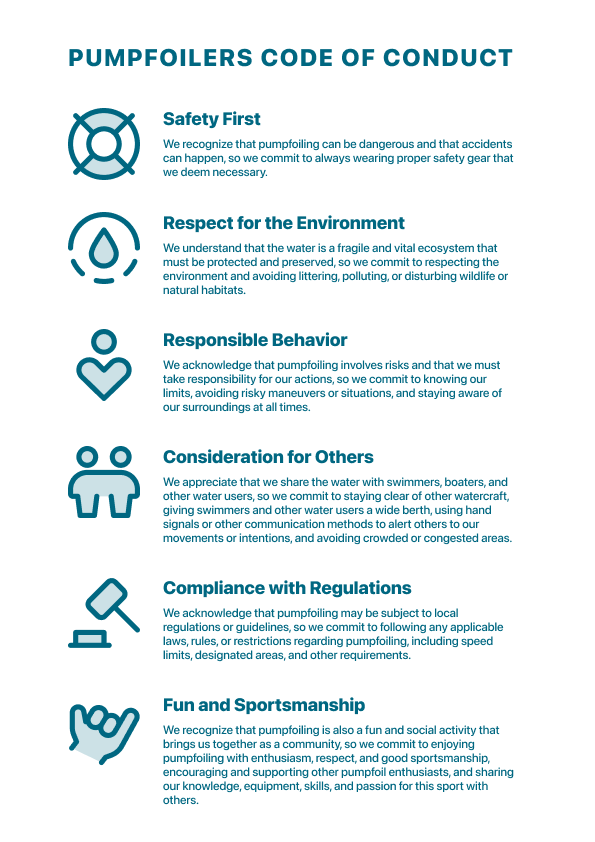 PUMPFOILERS CODE OF CONDUCT
Safety First
We recognize that pumpfoiling can be dangerous and that accidents
can happen, so we commit to always wearing proper safety gear that
we deem necessary.
Respect for the Environment
We understand that the water is a fragile and vital ecosystem that
must be protected and preserved, so we commit to respecting the
environment and avoiding littering, polluting, or disturbing wildlife or
natural habitats.
Responsible Behavior
We acknowledge that pumpfoiling involves risks and that we must
take responsibility for our actions, so we commit to knowing our
limits, avoiding risky maneuvers or situations, and staying aware of
our surroundings at all times.
Consideration for Others
We appreciate that we share the water with swimmers, boaters, and
other water users, so we commit to staying clear of other watercraft,
giving swimmers and other water users a wide berth, using hand
signals or other communication methods to alert others to our
movements or intentions, and avoiding crowded or congested areas.
Compliance with Regulations
We acknowledge that pumpfoiling may be subject to local
regulations or guidelines, so we commit to following any applicable
laws, rules, or restrictions regarding pumpfoiling, including speed
limits, designated areas, and other requirements.
Fun and Sportsmanship
We recognize that pumpfoiling is also a fun and social activity that
brings us together as a community, so we commit to enjoying
pumpfoiling with enthusiasm, respect, and good sportsmanship,
encouraging and supporting other pumpfoil enthusiasts, and sharing
our knowledge, equipment, skills, and passion for this sport with
others.